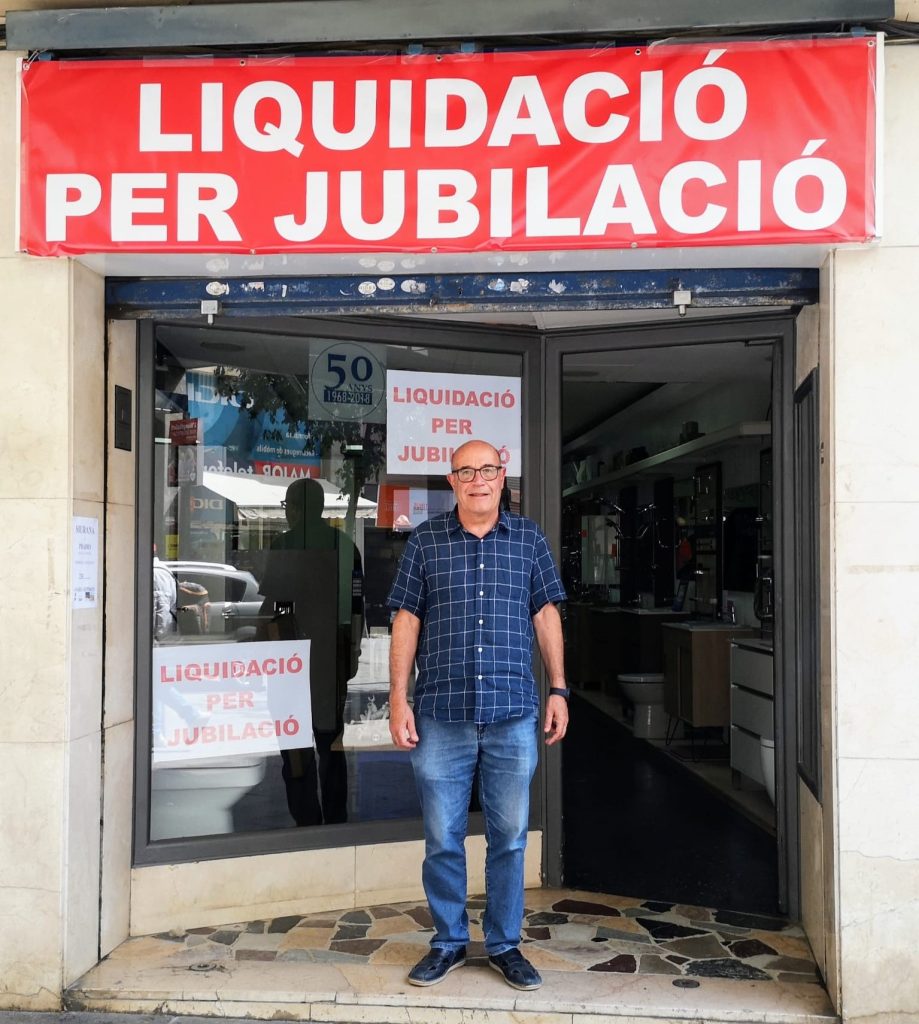 LIQUIDACIÓ
PER JUBILACIÓ
50
ANYS
1968-2018
LIQUIDACIÓ
PER
LIQUIDACIÓ
PER
JUBILACIÓ